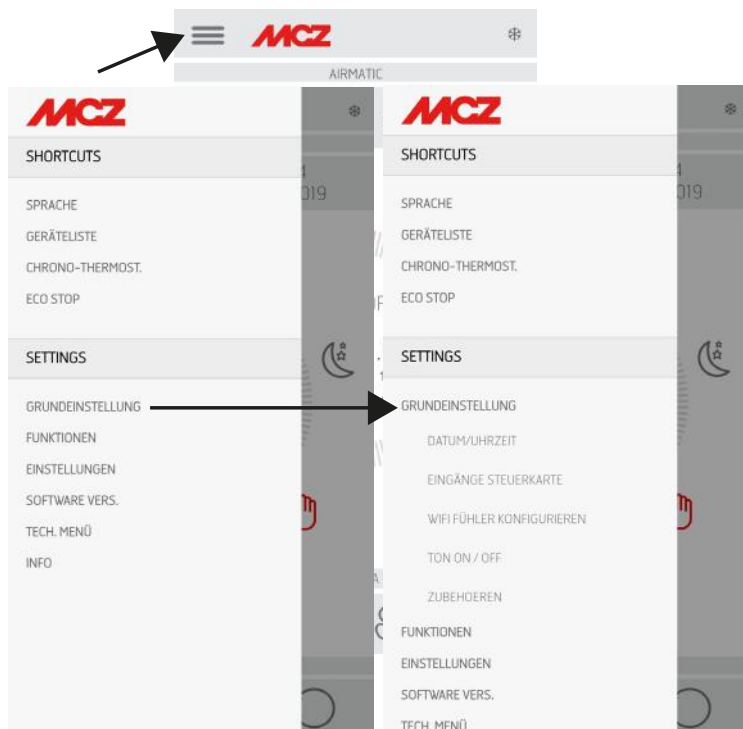 MCZ
AIRMATIC
MCZ
SHORTCUTS
SPRACHE
GERÄTELISTE
CHRONO-THERMOST.
ECO STOP
SETTINGS
GRUNDEINSTELLUNG
FUNKTIONEN
EINSTELLUNGEN
SOFTWARE VERS.
TECH. MENÜ
INFO
MCZ
SHORTCUTS
SPRACHE
GERÄTELISTE
CHRONO-THERMOST.
ECO STOP
SETTINGS
GRUNDEINSTELLUNG
DATUM/UHRZEIT
EINGÄNGE STEUERKARTE
WIFI FÜHLER KONFIGURIEREN
TON ON / OFF
ZUBEHOEREN
FUNKTIONEN
EINSTELLUNGEN
SOFTWARE VERS.
TECH. MENÜ